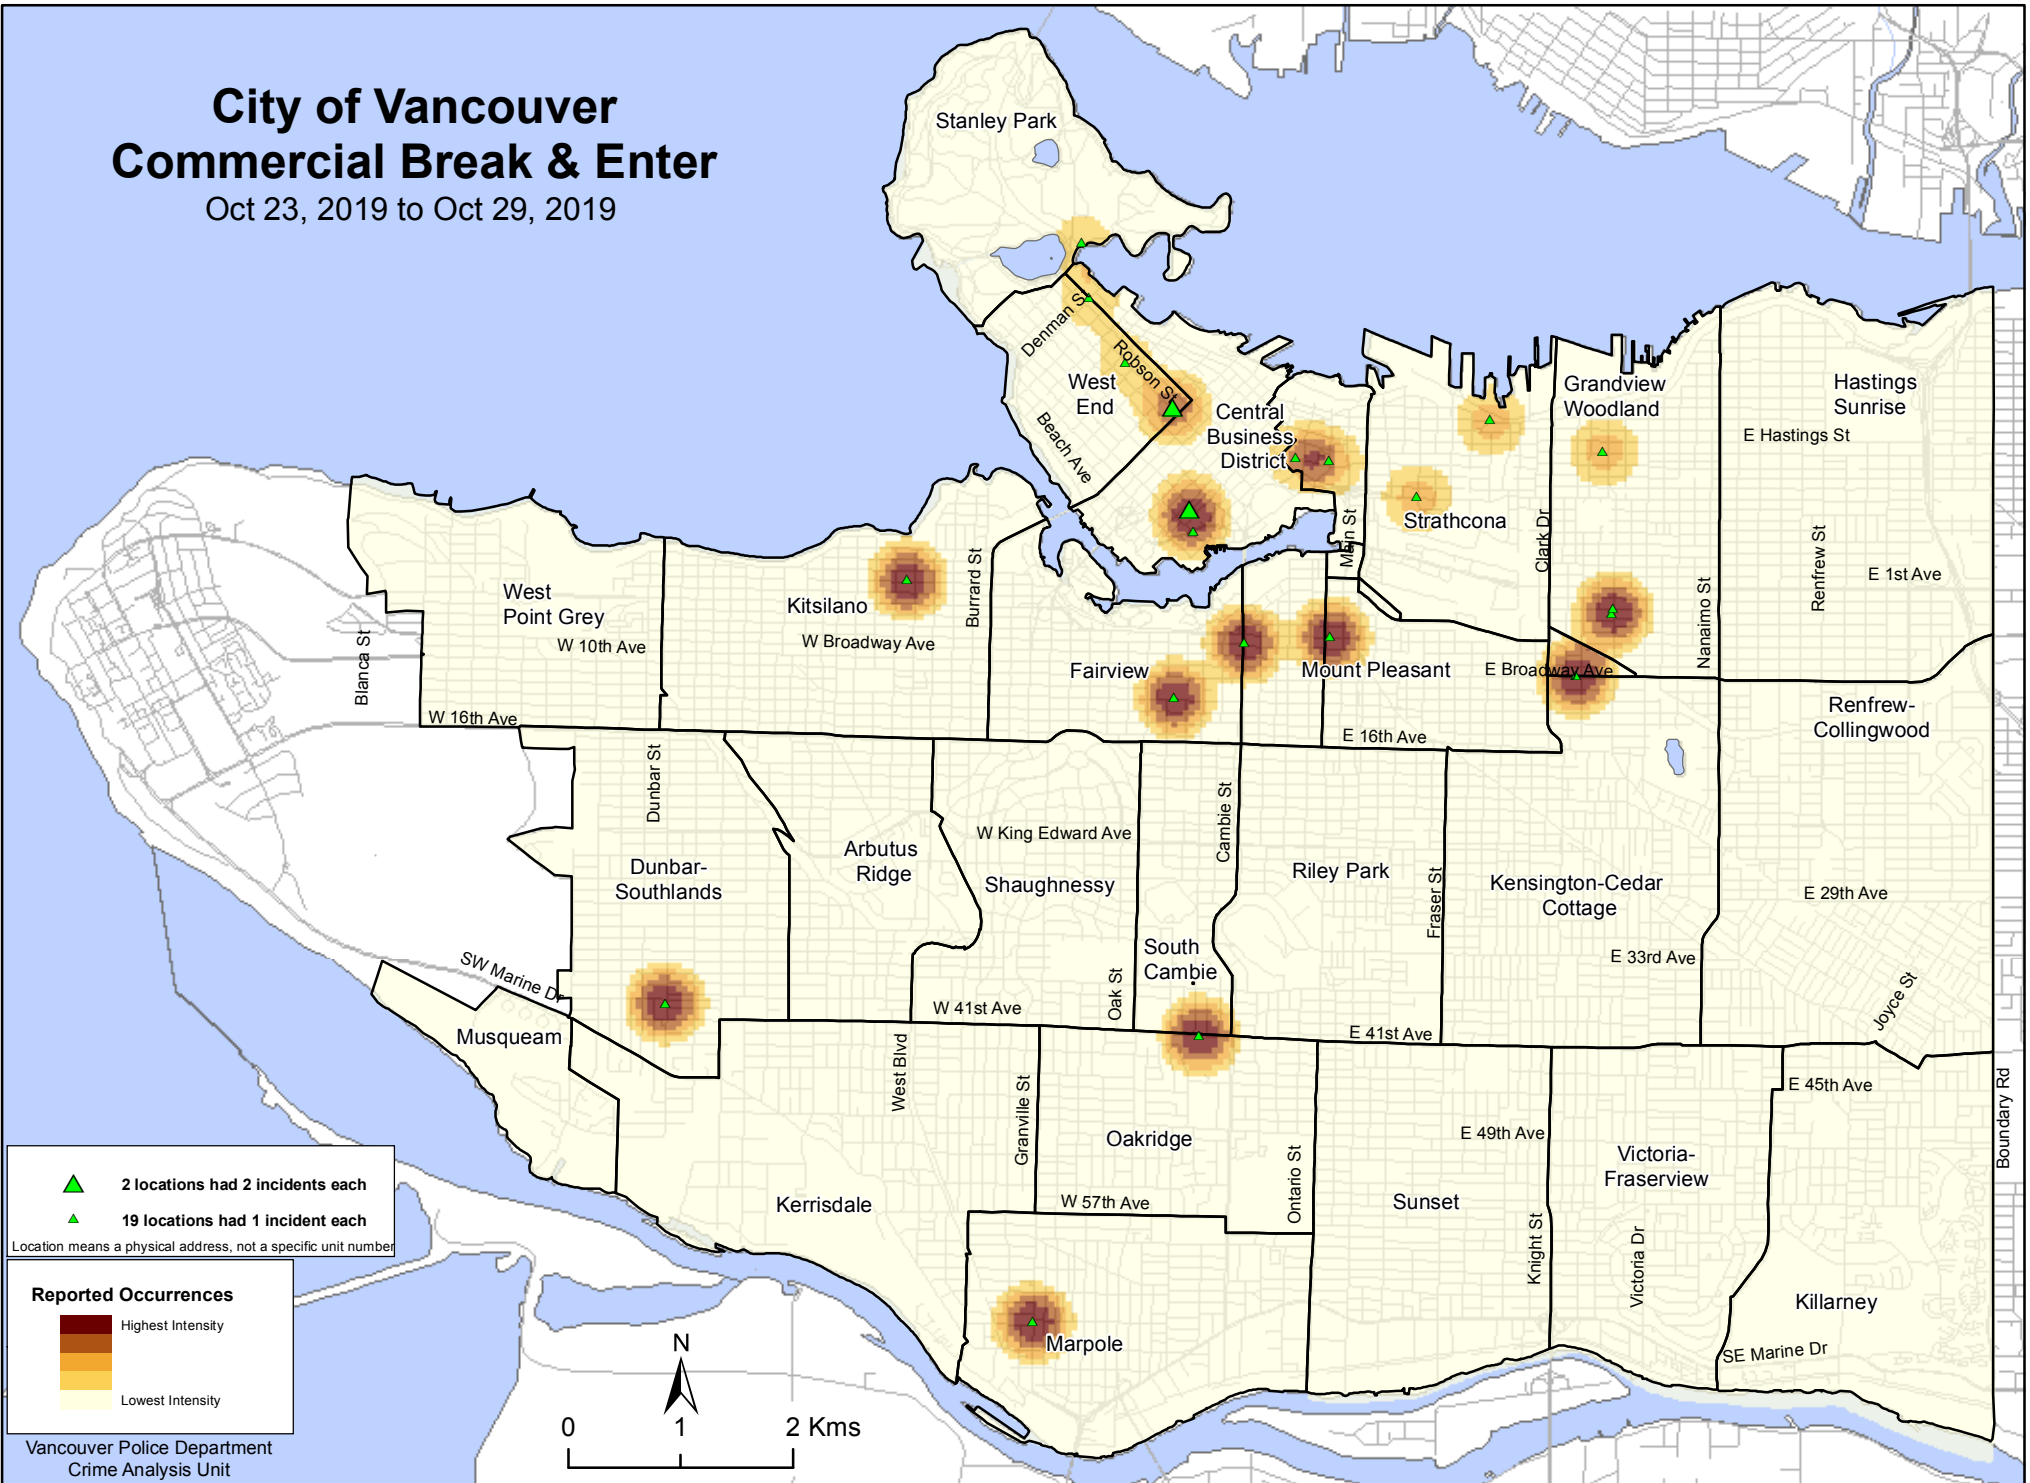 City of Vancouver
Commercial Break & Enter
Oct 23, 2019 to Oct 29, 2019
Stanley Park
Denman St
Robson St
West
End
Beach Ave
Central
Business
District
Main St
Strathcona
Clark Dr
Grandview
Woodland
Hastings
Sunrise
E Hastings St
Nanaimo St
Renfrew St
E 1st Ave
West
Point Grey
W 10th Ave
Blanca St
W 16th Ave
Kitsilano
W Broadway Ave
Burrard St
Fairview
Mount Pleasant
E Broadway Ave
E 16th Ave
Renfrew-
Collingwood
Dunbar St
Dunbar-
Southlands
Arbutus
Ridge
W King Edward Ave
Shaughnessy
Cambie St
Riley Park
Fraser St
Kensington-Cedar
Cottage
E 29th Ave
E 33rd Ave
Joyce St
South
Cambie
Oak St
SW Marine Dr
W 41st Ave
E 41st Ave
Musqueam
West Blvd
Granville St
E 45th Ave
Boundary Rd
Oakridge
E 49th Ave
Ontario St
Victoria-
Fraserview
W 57th Ave
Kerrisdale
Sunset
Knight St
Victoria Dr
Killarney
Marpole
SE Marine Dr
2 locations had 2 incidents each
19 locations had 1 incident each
Location means a physical address, not a specific unit number
Reported Occurrences
Highest Intensity
Lowest Intensity
Vancouver Police Department
Crime Analysis Unit
N
0 1 2 Kms